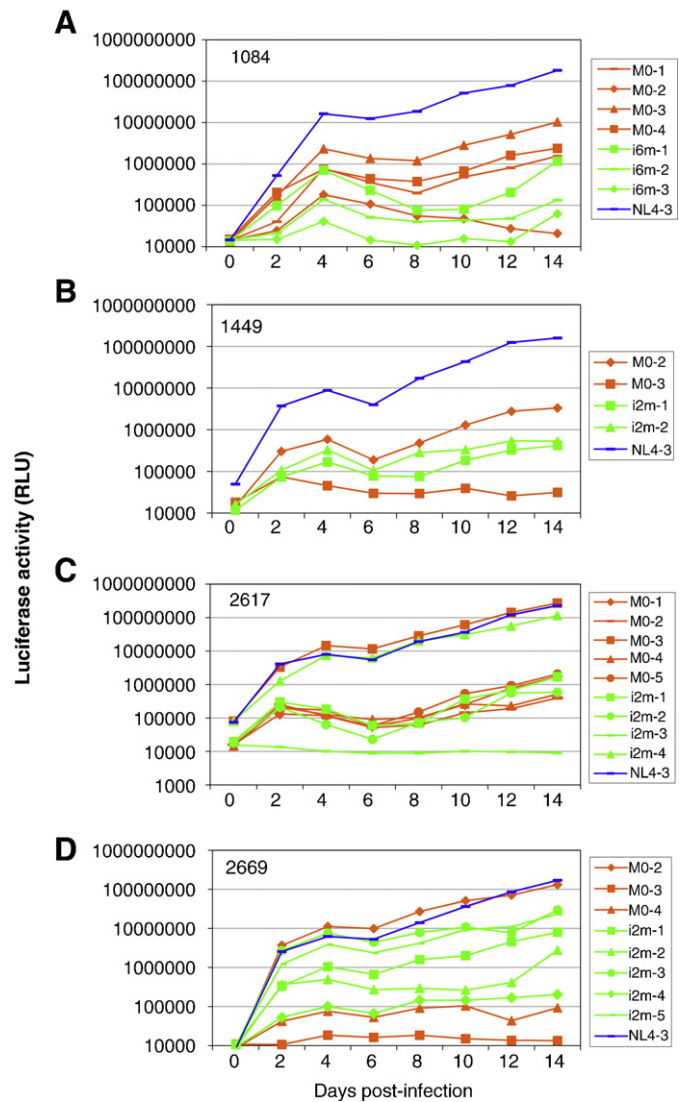 A
1084
1000000000
100000000
10000000
1000000
100000
10000
0 2 4 6 8 10 12 14
M0-1
M0-2
M0-3
M0-4
i6m-1
i6m-2
i6m-3
NL4-3
B
1449
1000000000
100000000
10000000
1000000
100000
10000
0 2 4 6 8 10 12 14
M0-2
M0-3
i2m-1
i2m-2
NL4-3
Luciferase activity (RLU)
C
2617
1000000000
100000000
10000000
1000000
100000
10000
1000
0 2 4 6 8 10 12 14
M0-1
M0-2
M0-3
M0-4
M0-5
i2m-1
i2m-2
i2m-3
i2m-4
NL4-3
D
2669
1000000000
100000000
10000000
1000000
100000
10000
0 2 4 6 8 10 12 14
M0-2
M0-3
M0-4
i2m-1
i2m-2
i2m-3
i2m-4
i2m-5
NL4-3
Days post-infection